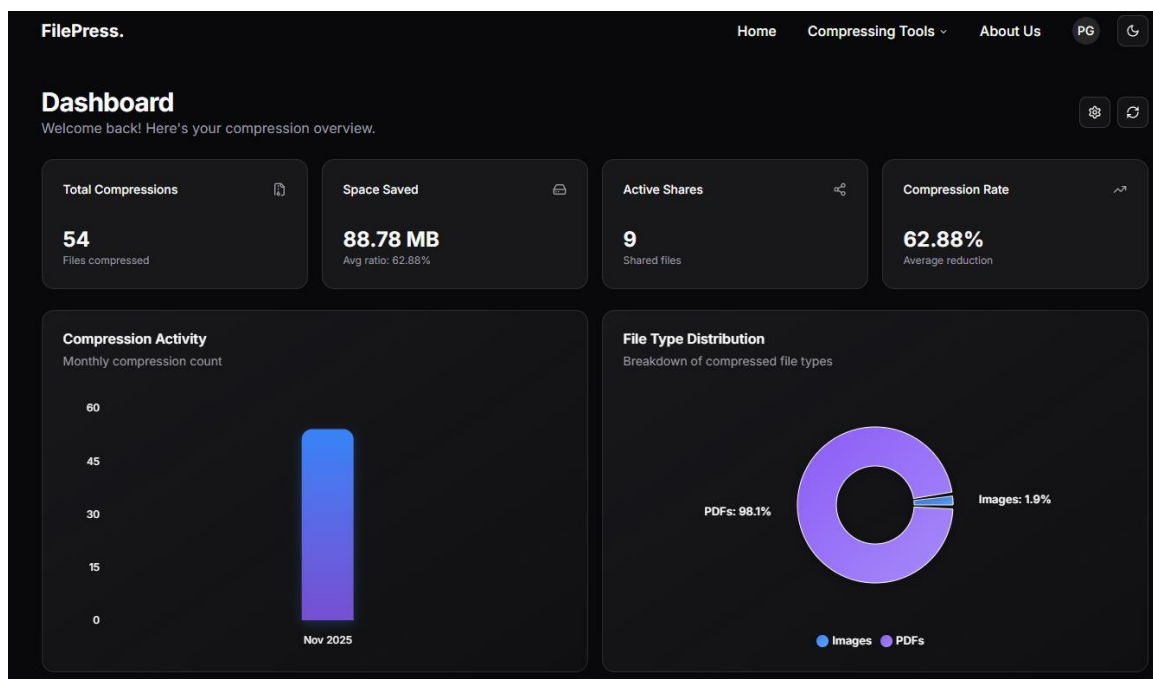 FilePress.
Home
Compressing Tools
About Us
PG
Dashboard
Welcome back! Here's your compression overview.
Total Compressions
54
Files compressed
Space Saved
88.78 MB
Avg ratio: 62.88%
Active Shares
9
Shared files
Compression Rate
62.88%
Average reduction
Compression Activity
Monthly compression count
60
45
30
15
0
Nov 2025
File Type Distribution
Breakdown of compressed file types
PDFs: 98.1%
Images: 1.9%
Images
PDFs